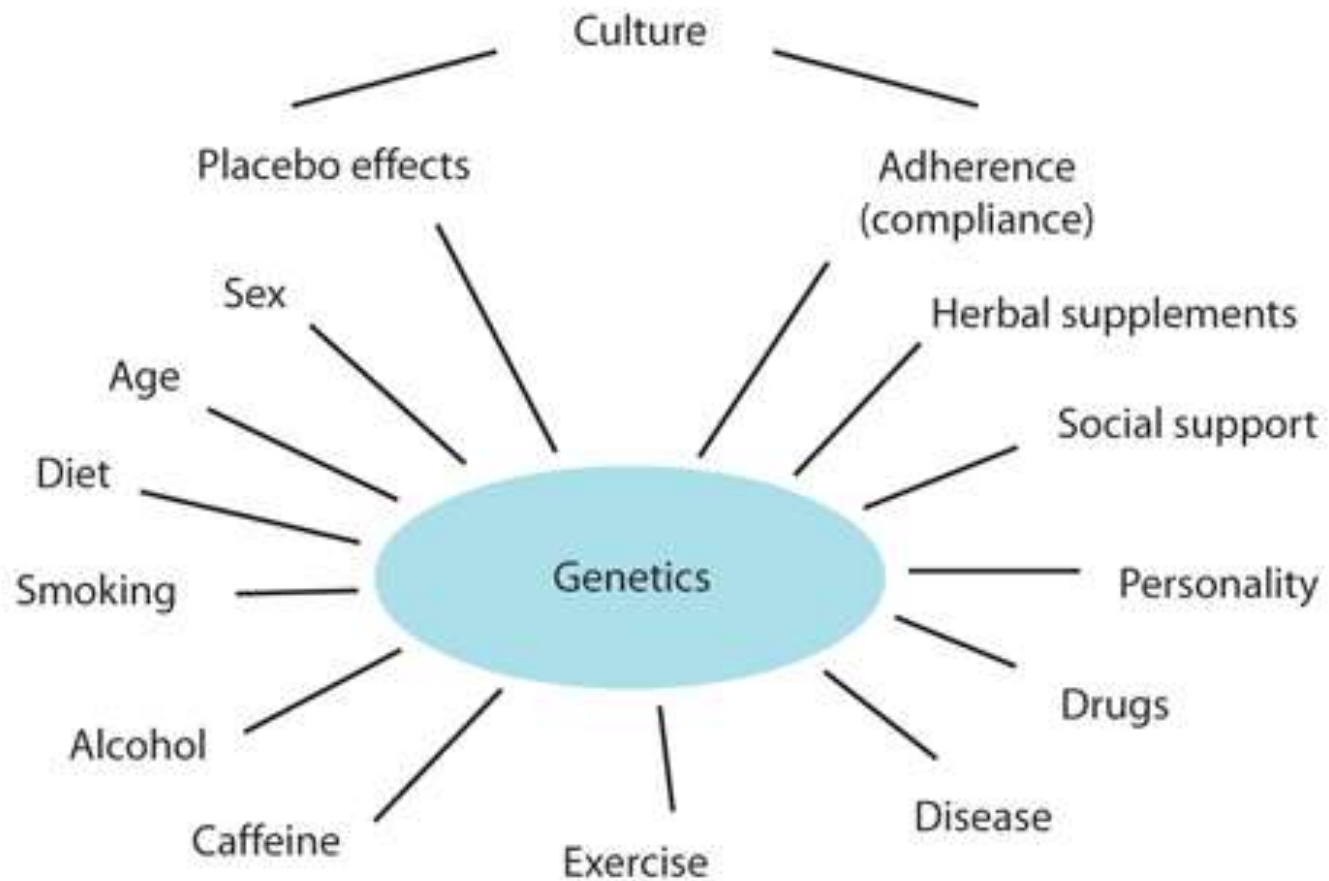 Culture
Placebo effects
Adherence
(compliance)
Sex
Herbal supplements
Age
Social support
Diet
Genetics
Smoking
Personality
Drugs
Alcohol
Disease
Caffeine
Exercise